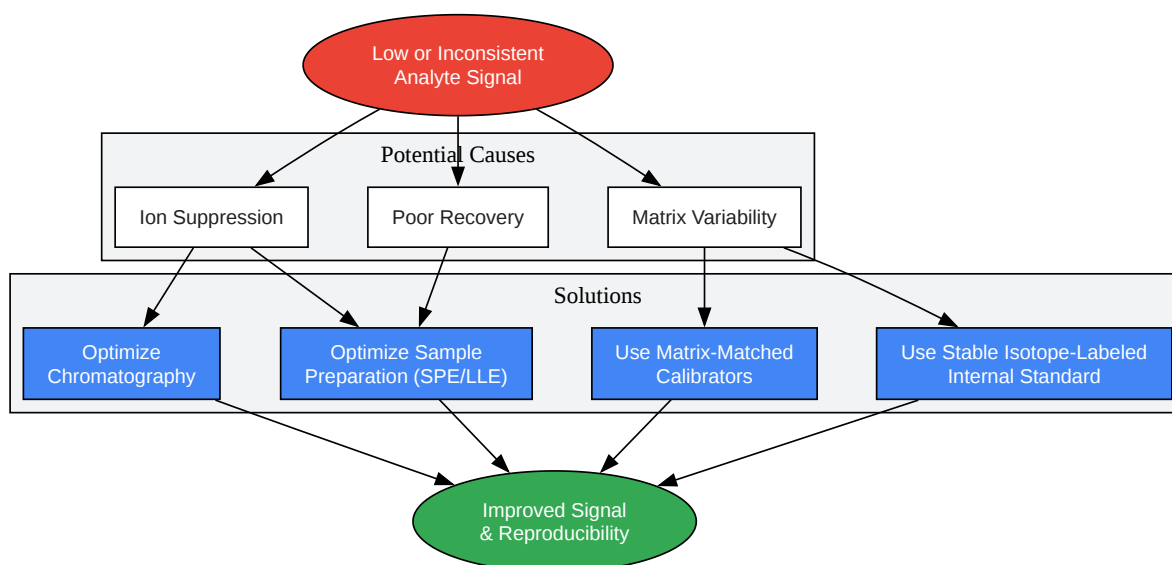 Low or Inconsistent
Analyte Signal
Potential Causes
Ion Suppression
Poor Recovery
Matrix Variability
Solutions
Optimize
Chromatography
Optimize Sample
Preparation (SPE/LLE)
Use Matrix-Matched
Calibrators
Use Stable Isotope-Labeled
Internal Standard
Improved Signal
& Reproducibility